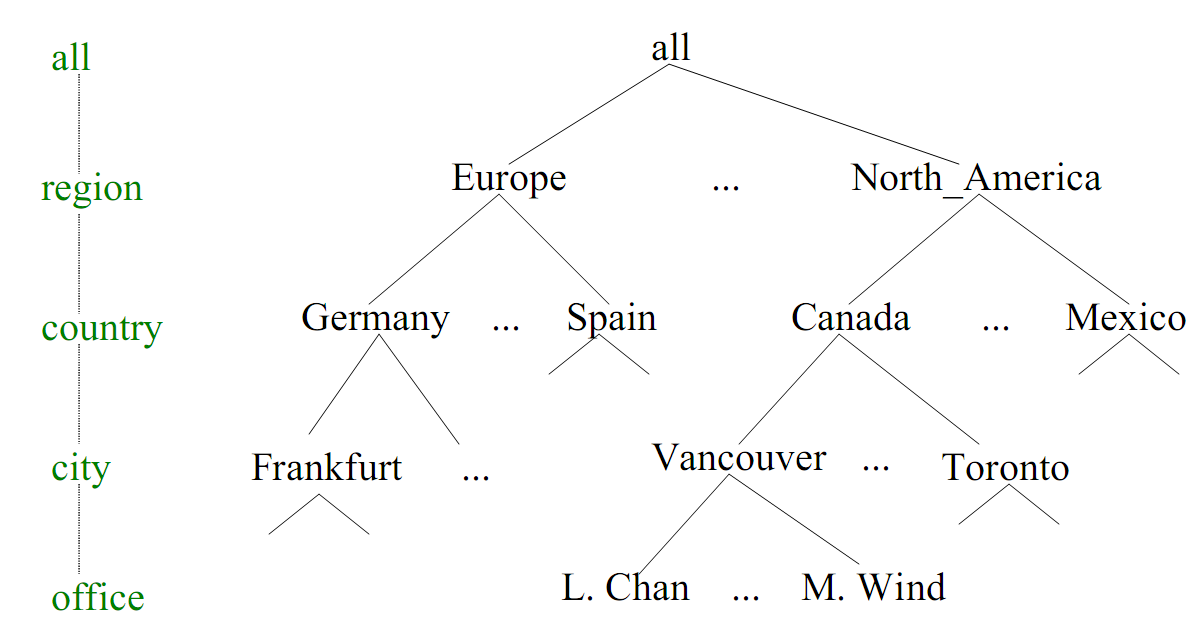 all all
region Europe ... North_America
country Germany ... Spain Canada ... Mexico
city Frankfurt ... Vancouver ... Toronto
office L. Chan ... M. Wind